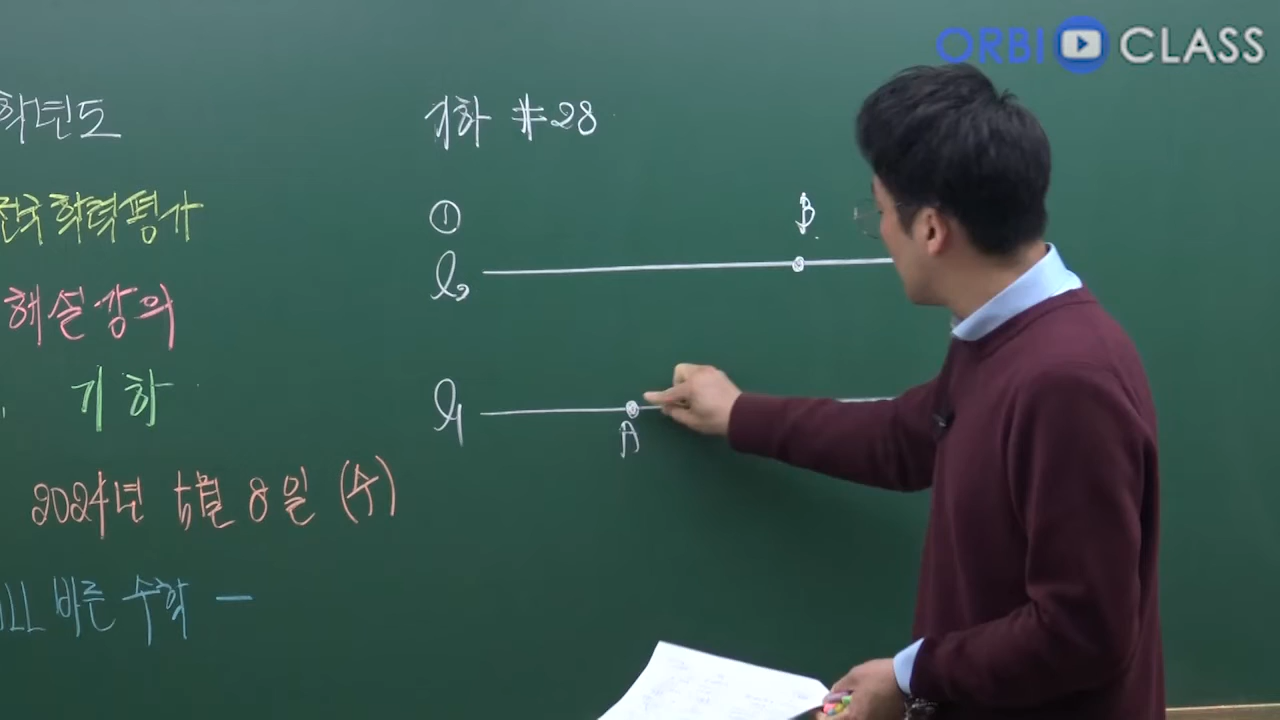 ORBI CLASS
학년도
전국학력평가
해설강의
기하
2024년 5월 8일 (수)
바른 수학 -
기하 #28
①
B
l₂
l₁
A